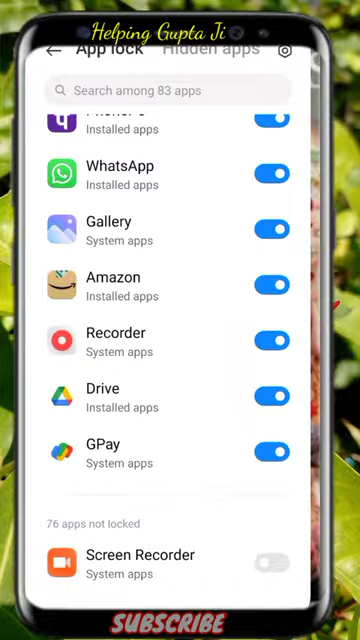 Helping Gupta Ji
App lock Hidden apps
Search among 83 apps
Installed apps
WhatsApp
Installed apps
Gallery
System apps
Amazon
Installed apps
Recorder
System apps
Drive
Installed apps
GPay
System apps
76 apps not locked
Screen Recorder
System apps
SUBSCRIBE